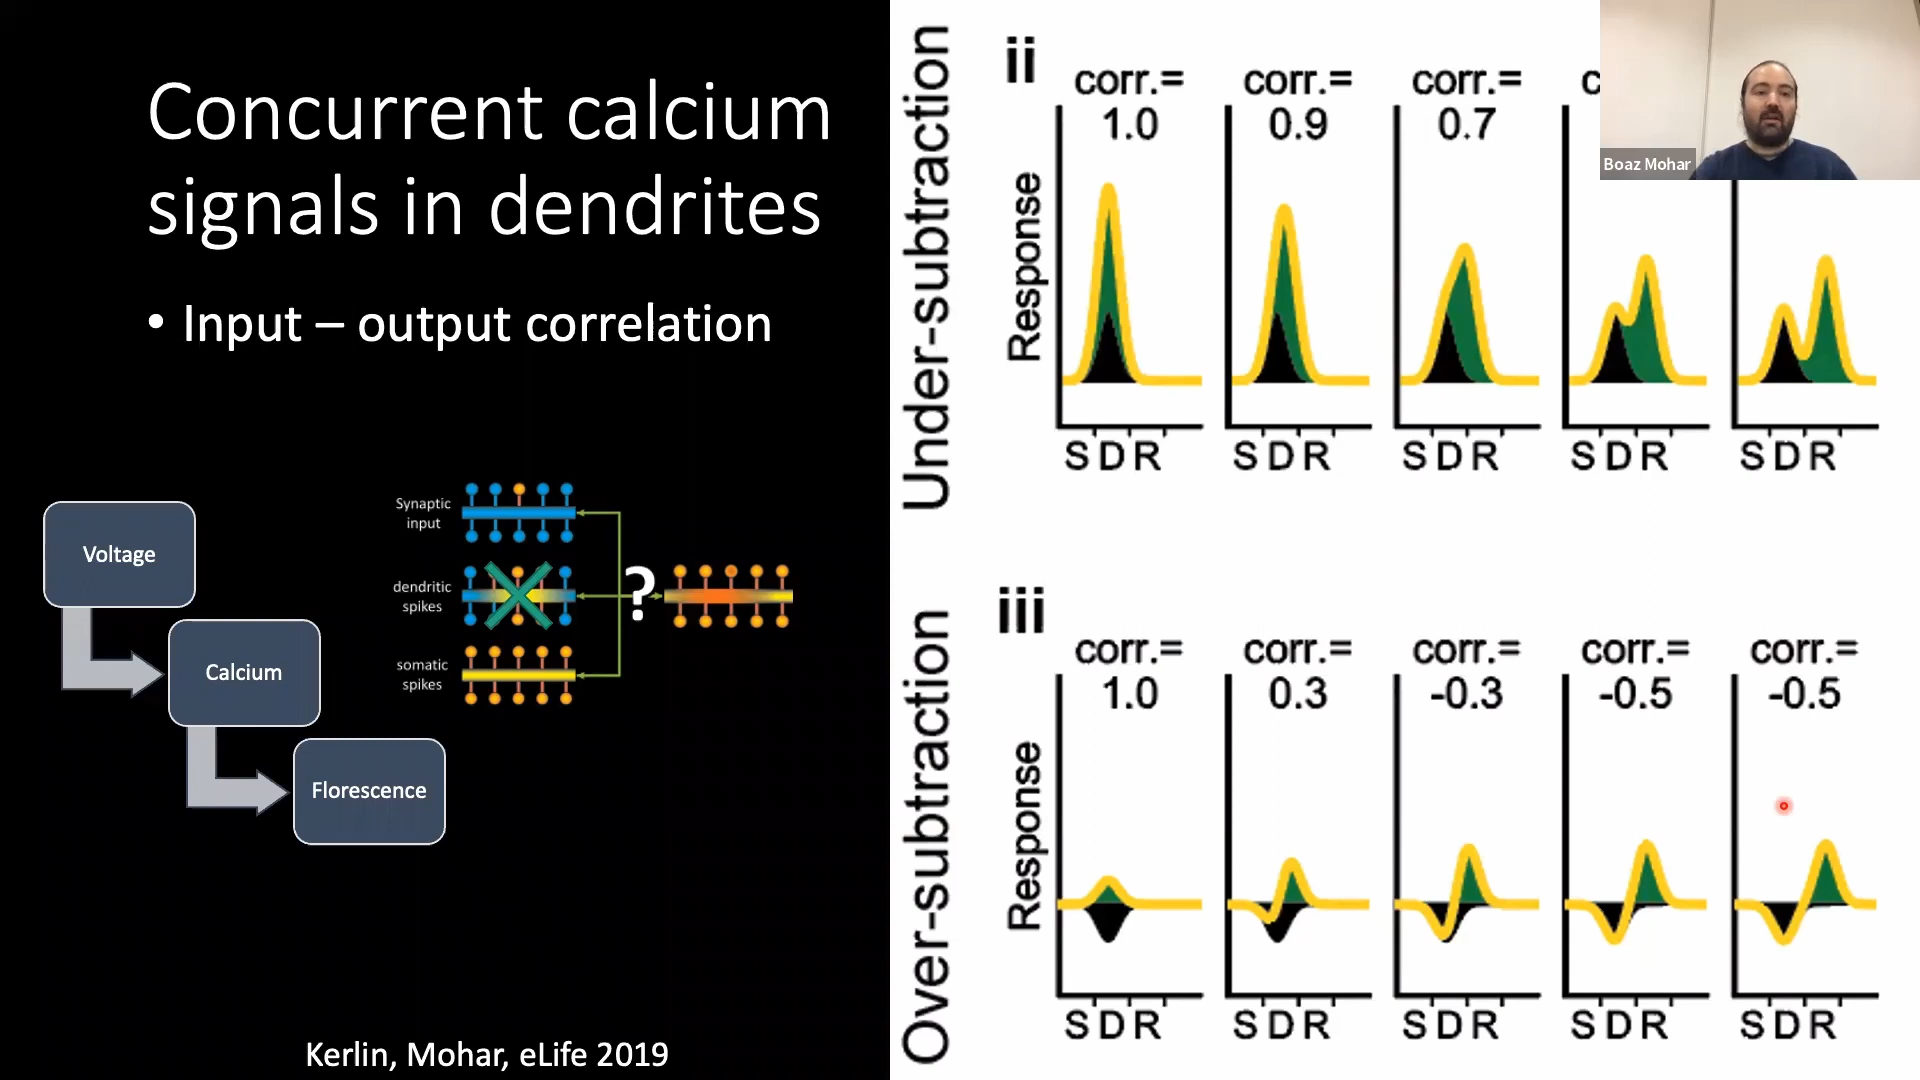 Concurrent calcium
signals in dendrites
• Input – output correlation
Voltage
Calcium
Florescence
Synaptic
input
dendritic
spikes
somatic
spikes
?
Kerlin, Mohar, eLife 2019
Under-subtraction
ii
corr.=
1.0
corr.=
0.9
corr.=
0.7
c
Response
S D R
S D R
S D R
S D R
S D R
Over-subtraction
iii
corr.=
1.0
corr.=
0.3
corr.=
-0.3
corr.=
-0.5
corr.=
-0.5
Response
S D R
S D R
S D R
S D R
S D R
Boaz Mohar